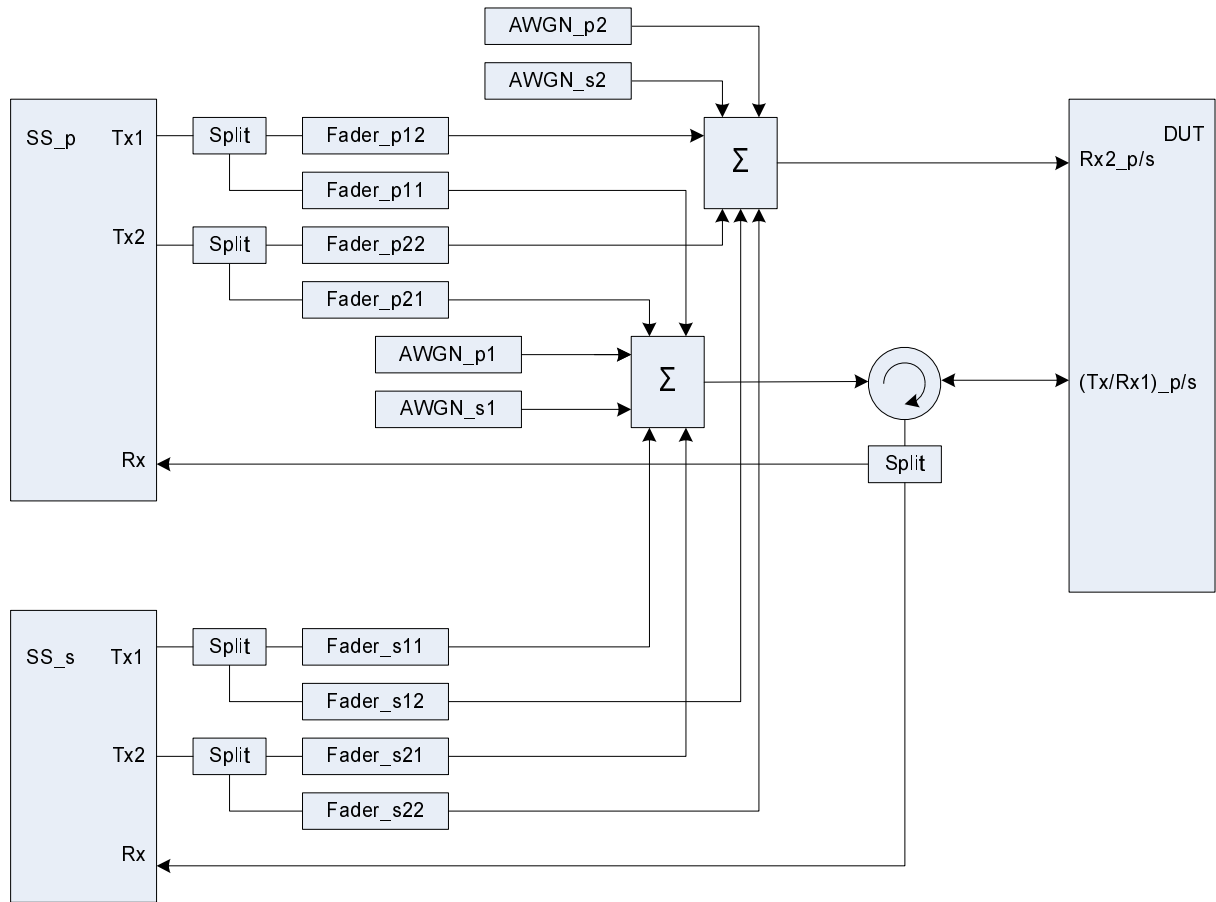 AWGN_p2
AWGN_s2
SS_p
Tx1
Split
Fader_p12
Σ
DUT
Rx2_p/s
Fader_p11
Tx2
Split
Fader_p22
Fader_p21
AWGN_p1
Σ
(Tx/Rx1)_p/s
AWGN_s1
Rx
Split
SS_s
Tx1
Split
Fader_s11
Fader_s12
Tx2
Split
Fader_s21
Fader_s22
Rx